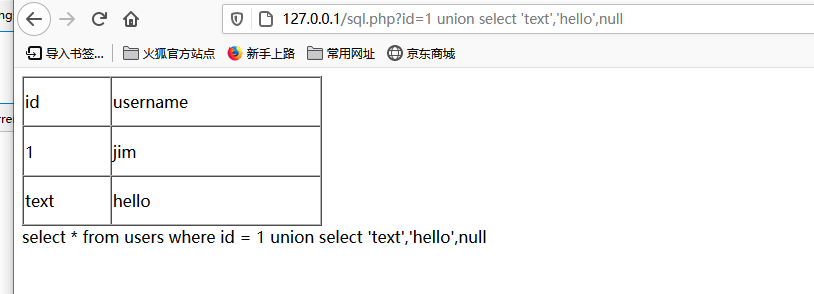 ng
127.0.0.1/sql.php?id=1 union select 'text','hello',null
导入书签... 火狐官方站点 新手上路 常用网址 京东商城
id username
1 jim
text hello
select * from users where id = 1 union select 'text','hello',null